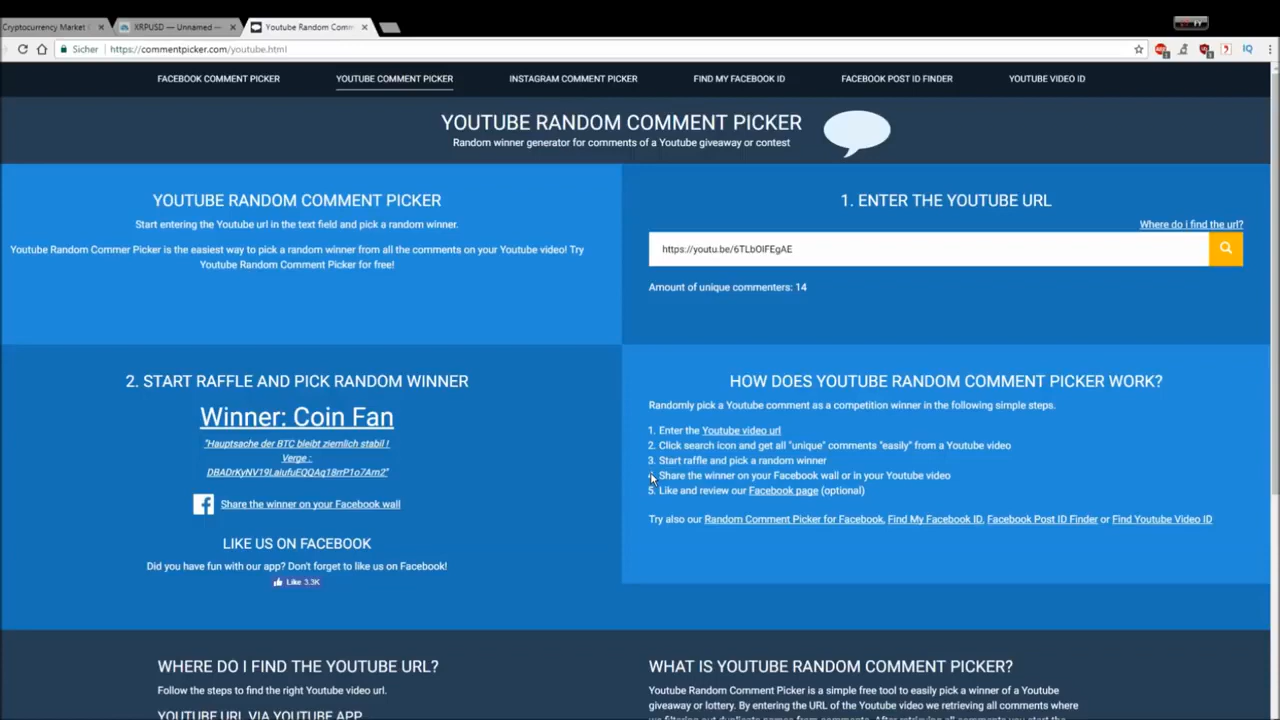 Cryptocurrency Market
XRPUSD — Unnamed —
Youtube Random Comm
Sicher
https://commentpicker.com/youtube.html
FACEBOOK COMMENT PICKER
YOUTUBE COMMENT PICKER
INSTAGRAM COMMENT PICKER
FIND MY FACEBOOK ID
FACEBOOK POST ID FINDER
YOUTUBE VIDEO ID
YOUTUBE RANDOM COMMENT PICKER
Random winner generator for comments of a Youtube giveaway or contest
YOUTUBE RANDOM COMMENT PICKER
Start entering the Youtube url in the text field and pick a random winner.
Youtube Random Commer Picker is the easiest way to pick a random winner from all the comments on your Youtube video! Try
Youtube Random Comment Picker for free!
1. ENTER THE YOUTUBE URL
Where do i find the url?
https://youtu.be/6TLbOIFEgAE
Amount of unique commenters: 14
2. START RAFFLE AND PICK RANDOM WINNER
Winner: Coin Fan
"Hauptsache der BTC bleibt ziemlich stabil !
Verge :
DBADrKyNV19LaiufuEQQAq18rrP1o7Am2"
Share the winner on your Facebook wall
LIKE US ON FACEBOOK
Did you have fun with our app? Don't forget to like us on Facebook!
Like 3.3K
HOW DOES YOUTUBE RANDOM COMMENT PICKER WORK?
Randomly pick a Youtube comment as a competition winner in the following simple steps.
1. Enter the Youtube video url
2. Click search icon and get all "unique" comments "easily" from a Youtube video
3. Start raffle and pick a random winner
4. Share the winner on your Facebook wall or in your Youtube video
5. Like and review our Facebook page (optional)
Try also our Random Comment Picker for Facebook, Find My Facebook ID, Facebook Post ID Finder or Find Youtube Video ID
WHERE DO I FIND THE YOUTUBE URL?
Follow the steps to find the right Youtube video url.
YOUTUBE URL VIA YOUTUBE APP
WHAT IS YOUTUBE RANDOM COMMENT PICKER?
Youtube Random Comment Picker is a simple free tool to easily pick a winner of a Youtube
giveaway or lottery. By entering the URL of the Youtube video we retrieving all comments where